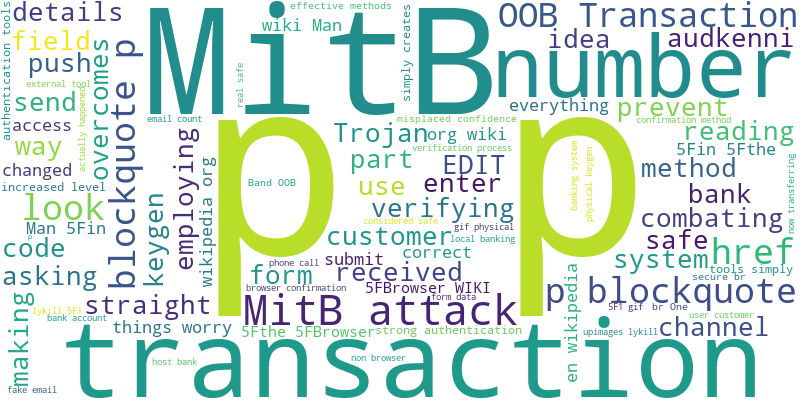 details
field
push
send
access
way
changed
increased level
look
Man 5Fin
code
asking
lykill 5F1
bank account
making
straight
things worry
host bank
fake email
authentication tools
external tool
actually happened
overcomes
blockquote p
keygen
email count
MitB
wiki Man
effective methods
real safe
simply creates
number
OOB Transaction
idea
audkenni
everything
prevent
misplaced confidence
confirmation method
org wiki
Trojan
verification process
reading
5Fin 5Fthe
part
EDIT
method
use
enter
bank
verifying
combating
considered safe
customer
gif physical
local banking
safe
href
correct
system
tools simply
banking system
physical keygen
now transferring
employing
wikipedia org
Band OOB
p p
phone call
submit
form
received
browser confirmation
5FBrowser WIKI
form data
MitB attack
5Fthe 5FBrowser
strong authentication
non browser
en wikipedia
secure br
p blockquote
5F1 gif
br One
upimages lykill
channel
user customer
transaction
p